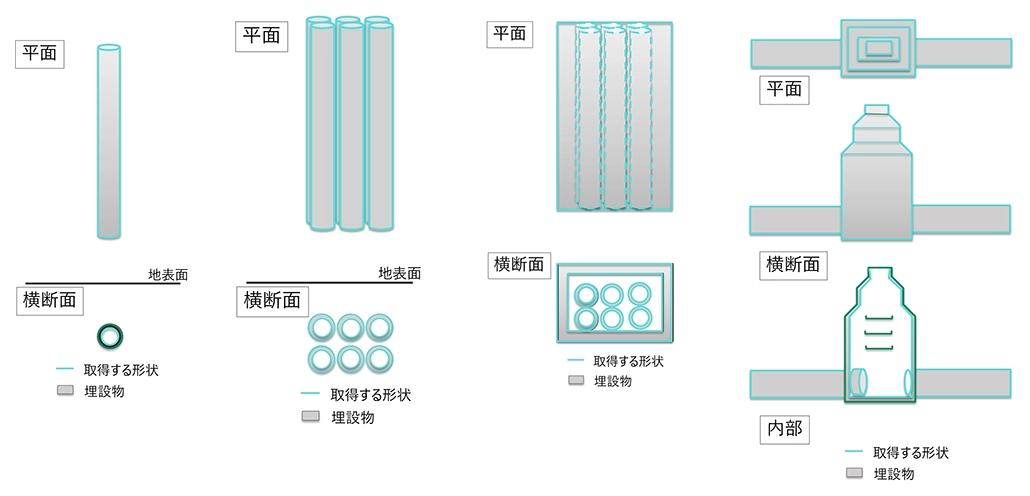 平面
地表面
横断面
取得する形状
埋設物
平面
地表面
横断面
取得する形状
埋設物
平面
横断面
取得する形状
埋設物
平面
横断面
内部
取得する形状
埋設物